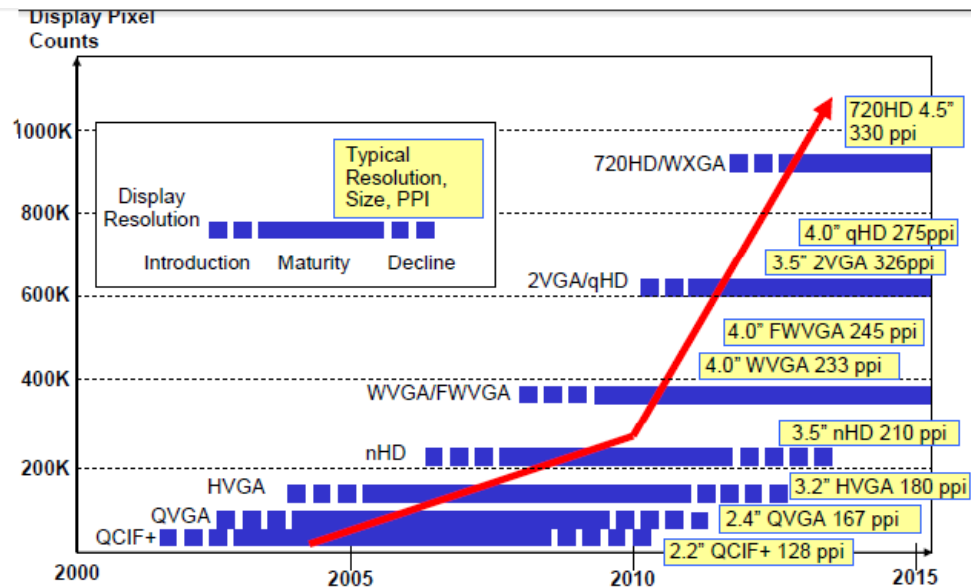 Display Pixel
Counts
1000K
800K
600K
400K
200K
Display
Resolution
Typical
Resolution,
Size, PPI
Introduction Maturity Decline
720HD 4.5”
330 ppi
720HD/WXGA
4.0” qHD 275ppi
3.5” 2VGA 326ppi
2VGA/qHD
4.0” FWVGA 245 ppi
4.0” WVGA 233 ppi
WVGA/FWVGA
3.5” nHD 210 ppi
nHD
HVGA
3.2” HVGA 180 ppi
QVGA
2.4” QVGA 167 ppi
QCIF+
2.2” QCIF+ 128 ppi
2000 2005 2010 2015